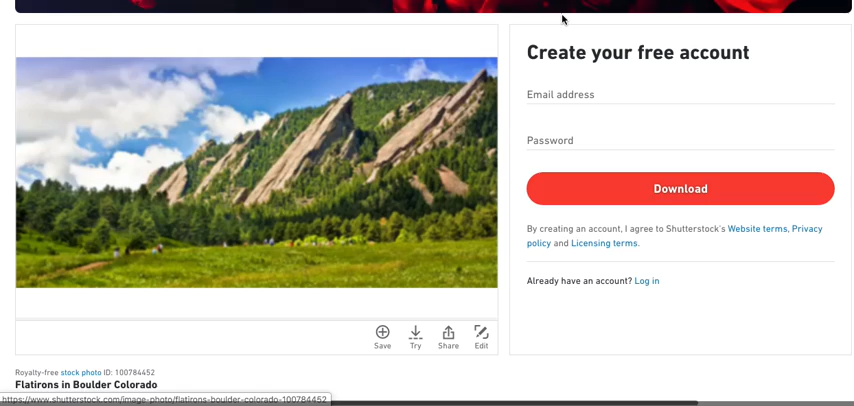 Create your free account
Email address
Password
Download
By creating an account, I agree to Shutterstock's Website terms, Privacy
policy and Licensing terms.
Already have an account? Log in
Save Try Share Edit
Royalty-free stock photo ID: 100784452
Flatirons in Boulder Colorado
https://www.shutterstock.com/image-photo/flatirons-boulder-colorado-100784452